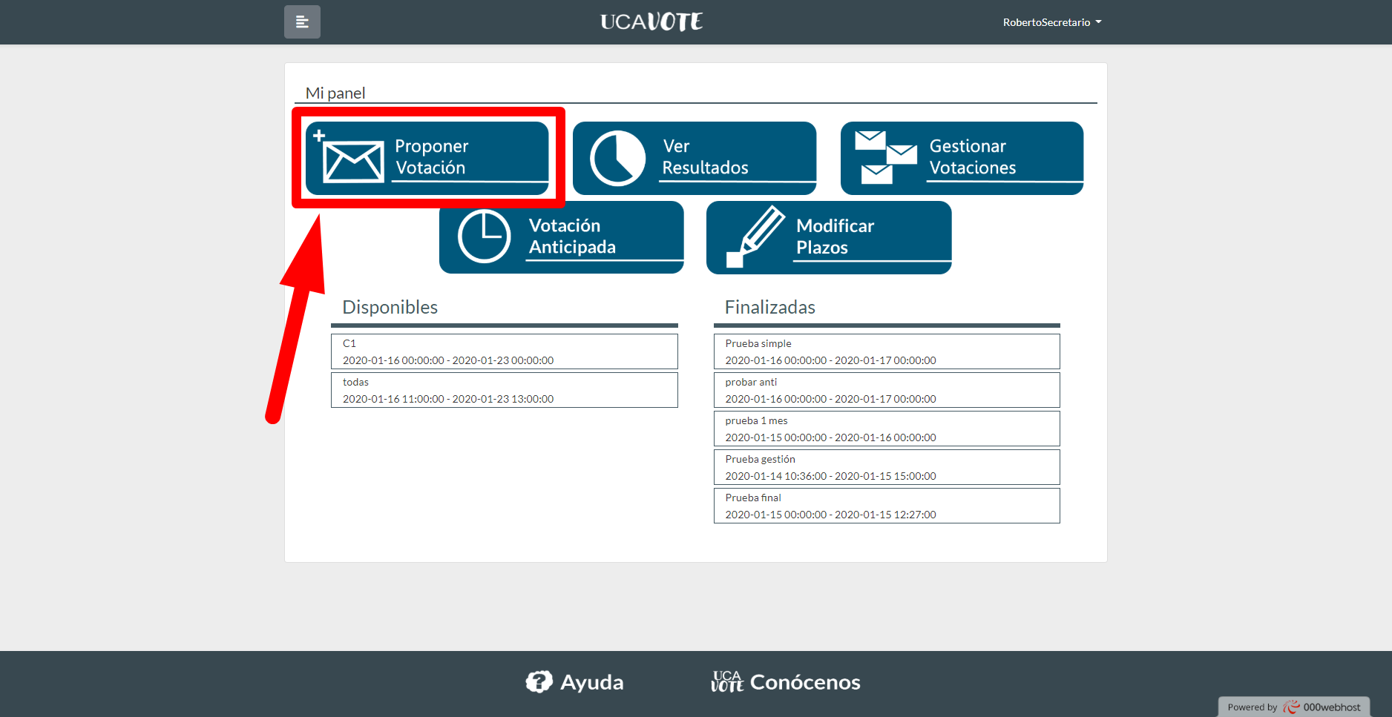 UCAVOTE
RobertoSecretario
Mi panel
Proponer
Votación
Ver
Resultados
Gestionar
Votaciones
Votación
Anticipada
Modificar
Plazos
Disponibles
C1
2020-01-16 00:00:00 - 2020-01-23 00:00:00
todas
2020-01-16 11:00:00 - 2020-01-23 13:00:00
Finalizadas
Prueba simple
2020-01-16 00:00:00 - 2020-01-17 00:00:00
probar anti
2020-01-16 00:00:00 - 2020-01-17 00:00:00
prueba 1 mes
2020-01-15 00:00:00 - 2020-01-16 00:00:00
Prueba gestión
2020-01-14 10:36:00 - 2020-01-15 15:00:00
Prueba final
2020-01-15 00:00:00 - 2020-01-15 12:27:00
Ayuda
UCA
VOTE
Conócenos
Powered by 000webhost